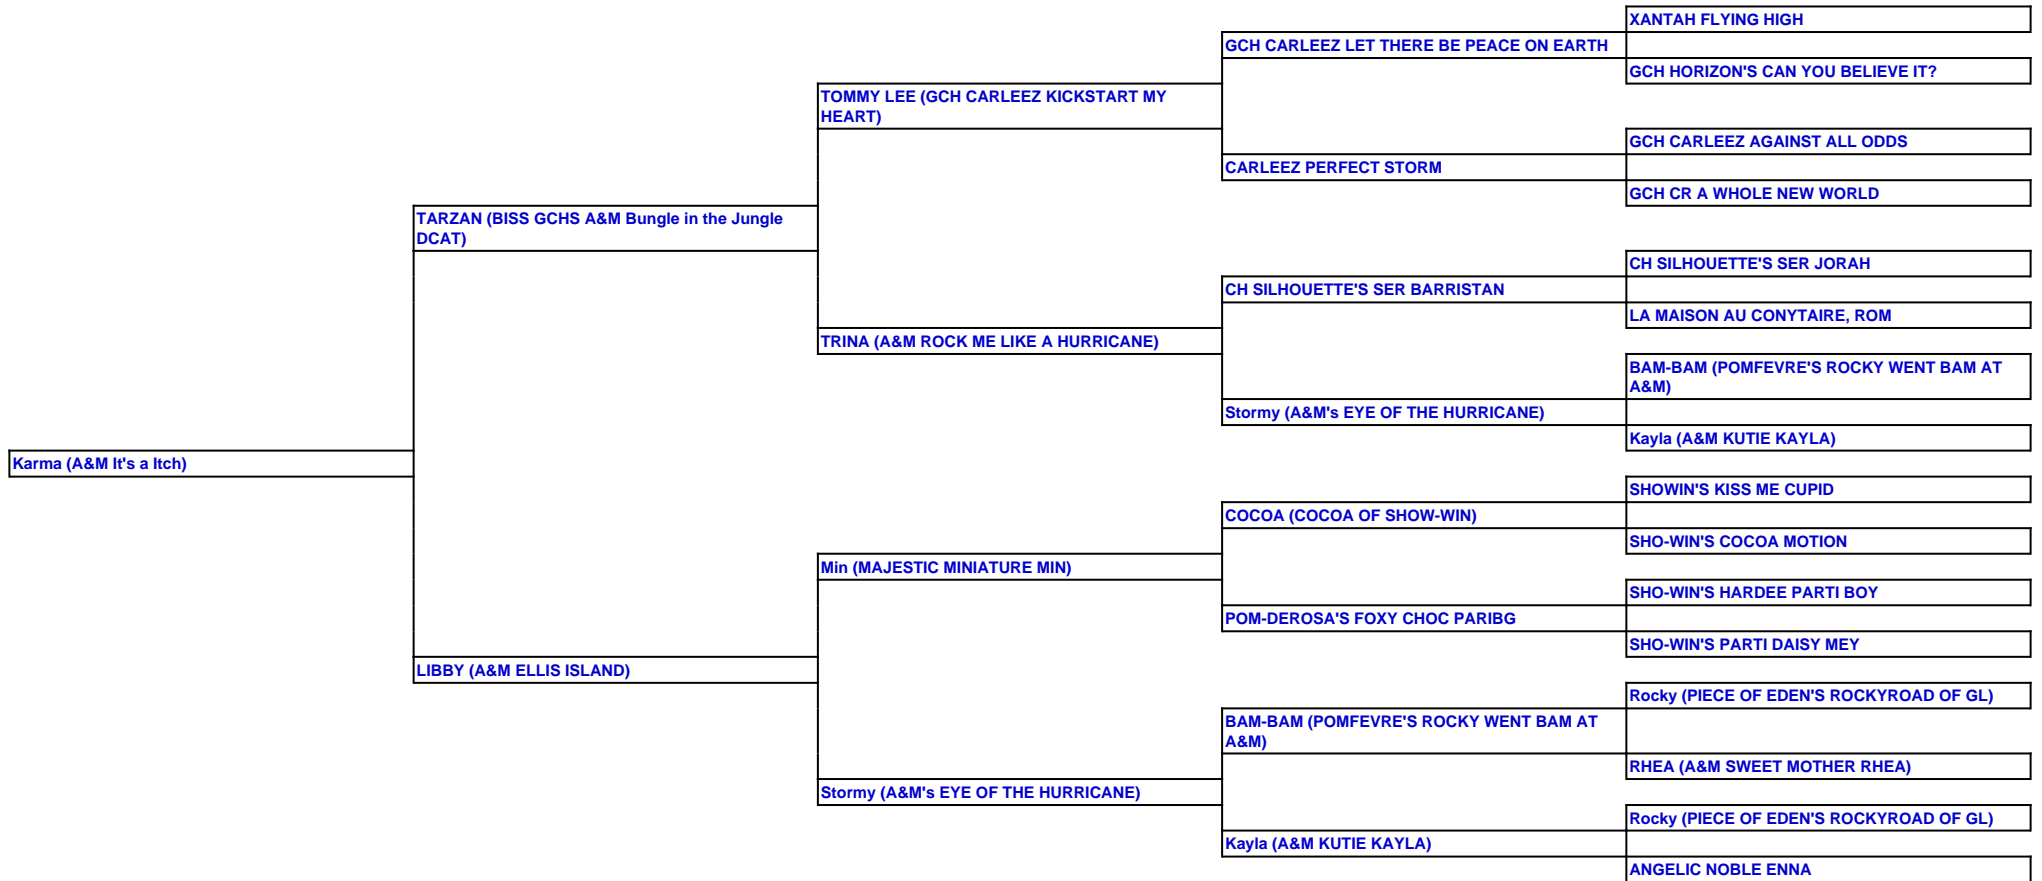 XANTAH FLYING HIGH
GCH CARLEEZ LET THERE BE PEACE ON EARTH
GCH HORIZON'S CAN YOU BELIEVE IT?
TOMMY LEE (GCH CARLEEZ KICKSTART MY
HEART)
GCH CARLEEZ AGAINST ALL ODDS
CARLEEZ PERFECT STORM
GCH CR A WHOLE NEW WORLD
TARZAN (BISS GCHS A&M Bungle in the Jungle
DCAT)
CH SILHOUETTE'S SER JORAH
CH SILHOUETTE'S SER BARRISTAN
LA MAISON AU CONYTAIRE, ROM
TRINA (A&M ROCK ME LIKE A HURRICANE)
BAM-BAM (POMFEVRE'S ROCKY WENT BAM AT
A&M)
Stormy (A&M's EYE OF THE HURRICANE)
Kayla (A&M KUTIE KAYLA)
Karma (A&M It's a Itch)
SHOWIN'S KISS ME CUPID
COCOA (COCOA OF SHOW-WIN)
SHO-WIN'S COCOA MOTION
Min (MAJESTIC MINIATURE MIN)
SHO-WIN'S HARDEE PARTI BOY
POM-DEROSA'S FOXY CHOC PARIBG
SHO-WIN'S PARTI DAISY MEY
LIBBY (A&M ELLIS ISLAND)
Rocky (PIECE OF EDEN'S ROCKYROAD OF GL)
BAM-BAM (POMFEVRE'S ROCKY WENT BAM AT
A&M)
RHEA (A&M SWEET MOTHER RHEA)
Stormy (A&M's EYE OF THE HURRICANE)
Rocky (PIECE OF EDEN'S ROCKYROAD OF GL)
Kayla (A&M KUTIE KAYLA)
ANGELIC NOBLE ENNA